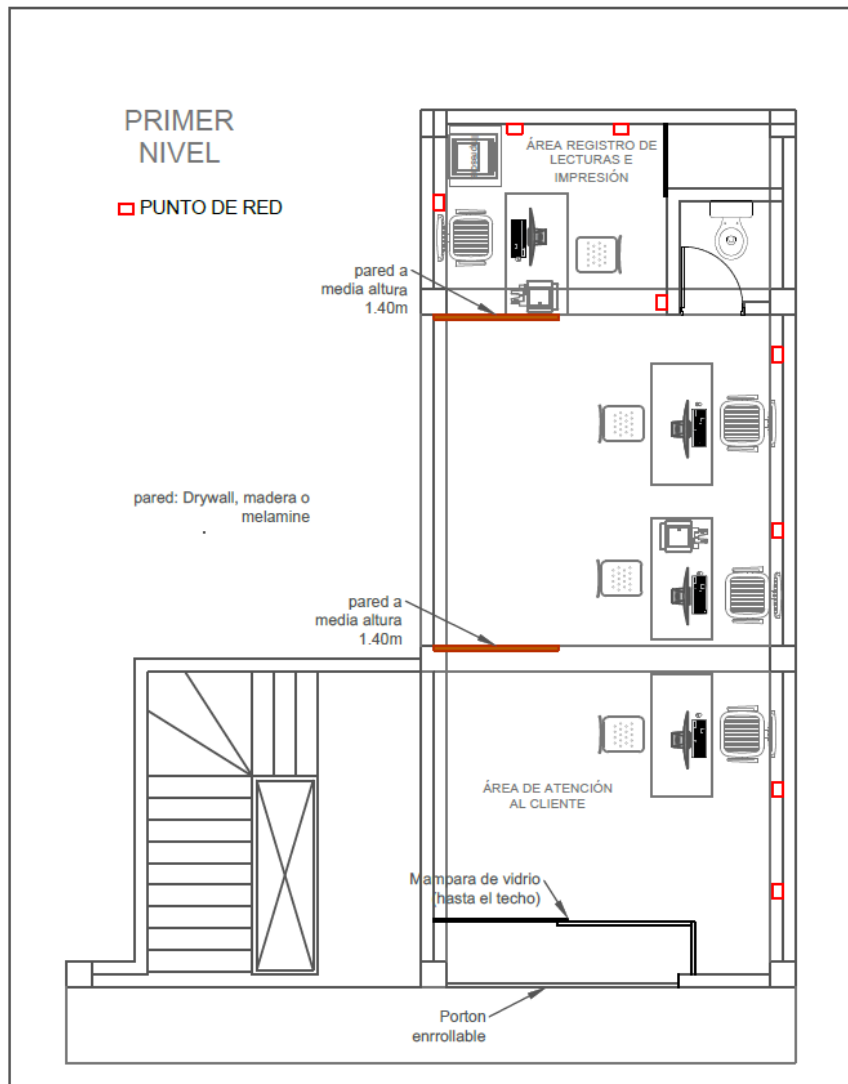 PRIMER
NIVEL
PUNTO DE RED
ÁREA REGISTRO DE
LECTURAS E
IMPRESIÓN
pared a
media altura
1.40m
pared: Drywall, madera o
melamine
pared a
media altura
1.40m
ÁREA DE ATENCIÓN
AL CLIENTE
Mampara de vidrio
(hasta el techo)
Porton
enrrollable